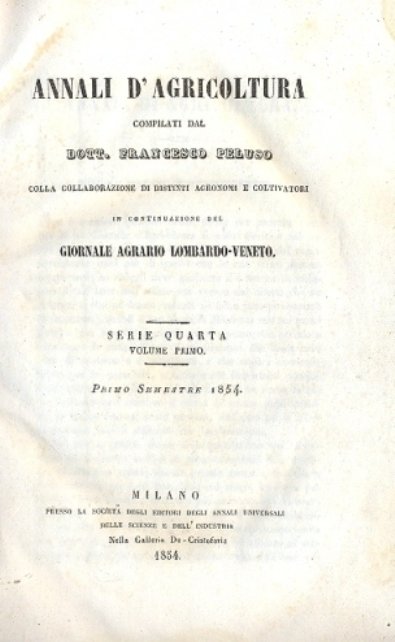 ANNALI D'AGRICOLTURA
COMPILATI DAL
DOTT. FRANCESCO PELUSO
COLLA COLLABORAZIONE DI DISTINTI AGRONOMI E COLTIVATORI
IN CONTINUAZIONE DEL
GIORNALE AGRARIO LOMBARDO-VENETO.
SERIE QUARTA
VOLUME PRIMO.
PRIMO SEMESTRE 1854.
MILANO
PRESSO LA SOCIETÀ DEGLI EDITORI DEGLI ANNALI UNIVERSALI
DELLE SCIENZE E DELL'INDUSTRIA
Nella Galleria De-Cristoforis
1854.